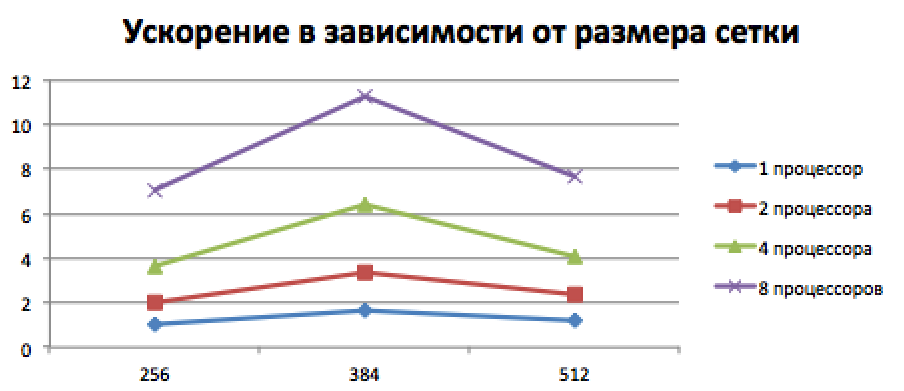 Ускорение в зависимости от размера сетки
12
10
8
6
4
2
0
256 384 512
1 процессор
2 процессора
4 процессора
8 процессоров